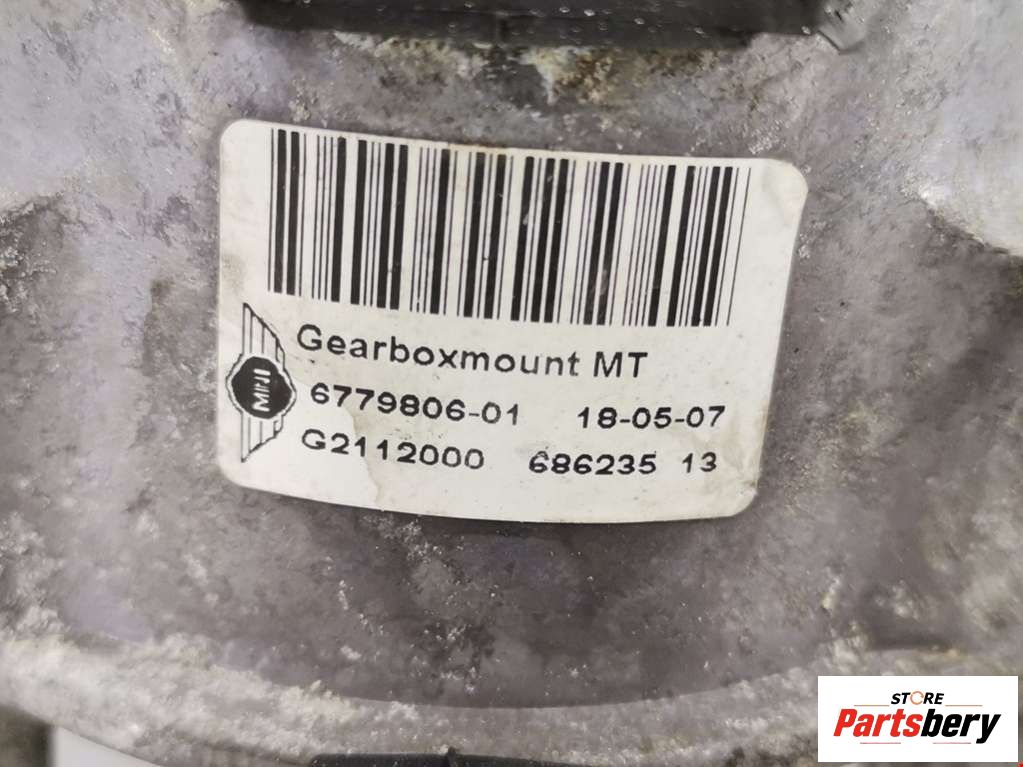 Gearboxmount MT
MINI
6779806-01 18-05-07
G2112000 686235 13
STORE
Partsbery